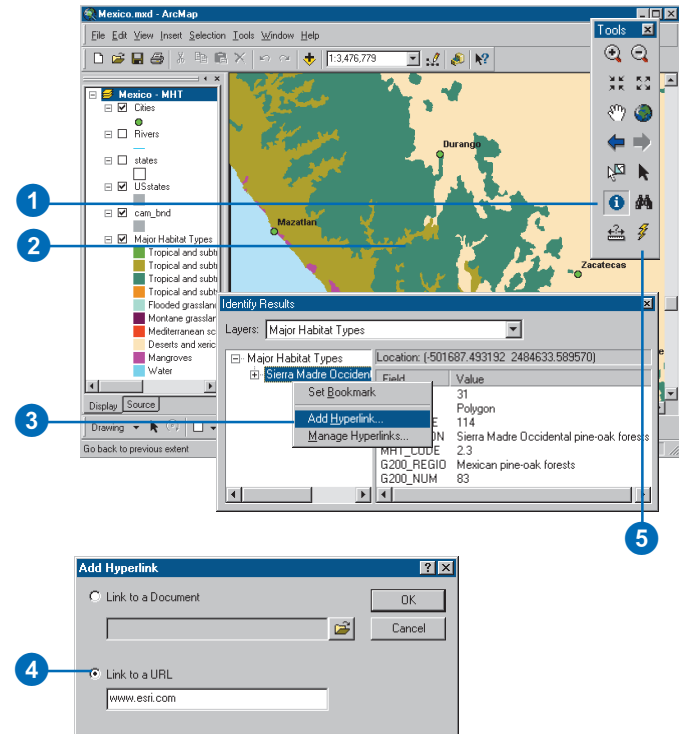 Mexico.mxd - ArcMap
File Edit View Insert Selection Tools Window Help
1:3,476,779
Tools
Mexico - MHT
Cities
Rivers
states
USstates
cam_bnd
Major Habitat Types
Tropical and subt
Tropical and subt
Tropical and subt
Tropical and subt
Flooded grasslan
Montane grasslar
Mediterranean sc
Deserts and xeric
Mangroves
Water
Display Source
Drawing
Go back to previous extent
Durango
Mazatlan
Zacatecas
1
2
3
Identify Results
Layers: Major Habitat Types
Major Habitat Types
Sierra Madre Occident
Location: (-501687.493192 2484633.589570)
Field Value
31
Polygon
114
Sierra Madre Occidental pine-oak forests
MHT_CODE 2.3
G200_REGIO Mexican pine-oak forests
G200_NUM 83
Set Bookmark
Add Hyperlink...
Manage Hyperlinks...
5
Add Hyperlink
Link to a Document
OK
Cancel
4
Link to a URL
www.esri.com